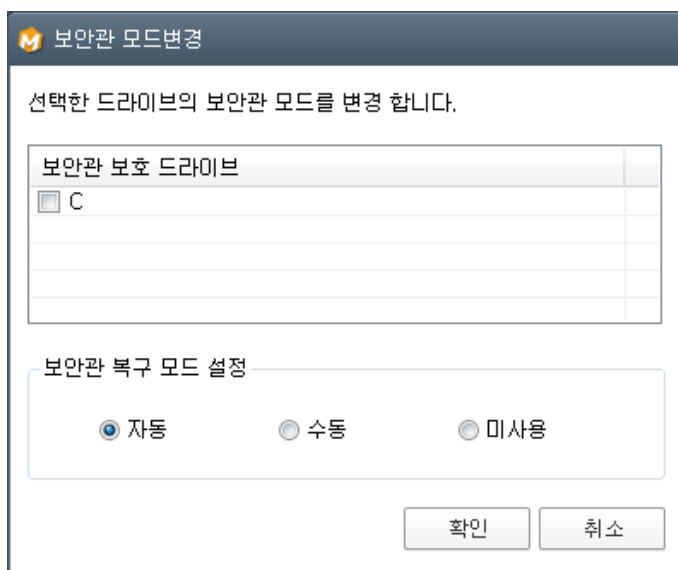 보안관 모드변경
선택한 드라이브의 보안관 모드를 변경 합니다.
보안관 보호 드라이브
C
보안관 복구 모드 설정
자동 수동 미사용
확인 취소